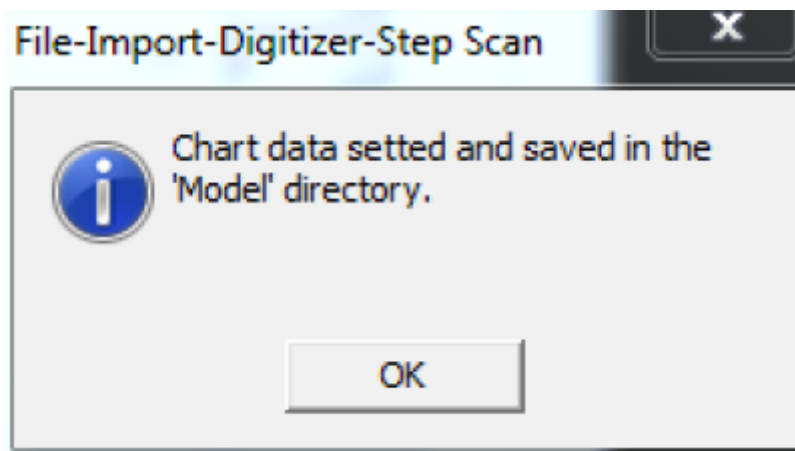 File-Import-Digitizer-Step Scan
Chart data setted and saved in the
'Model' directory.
OK